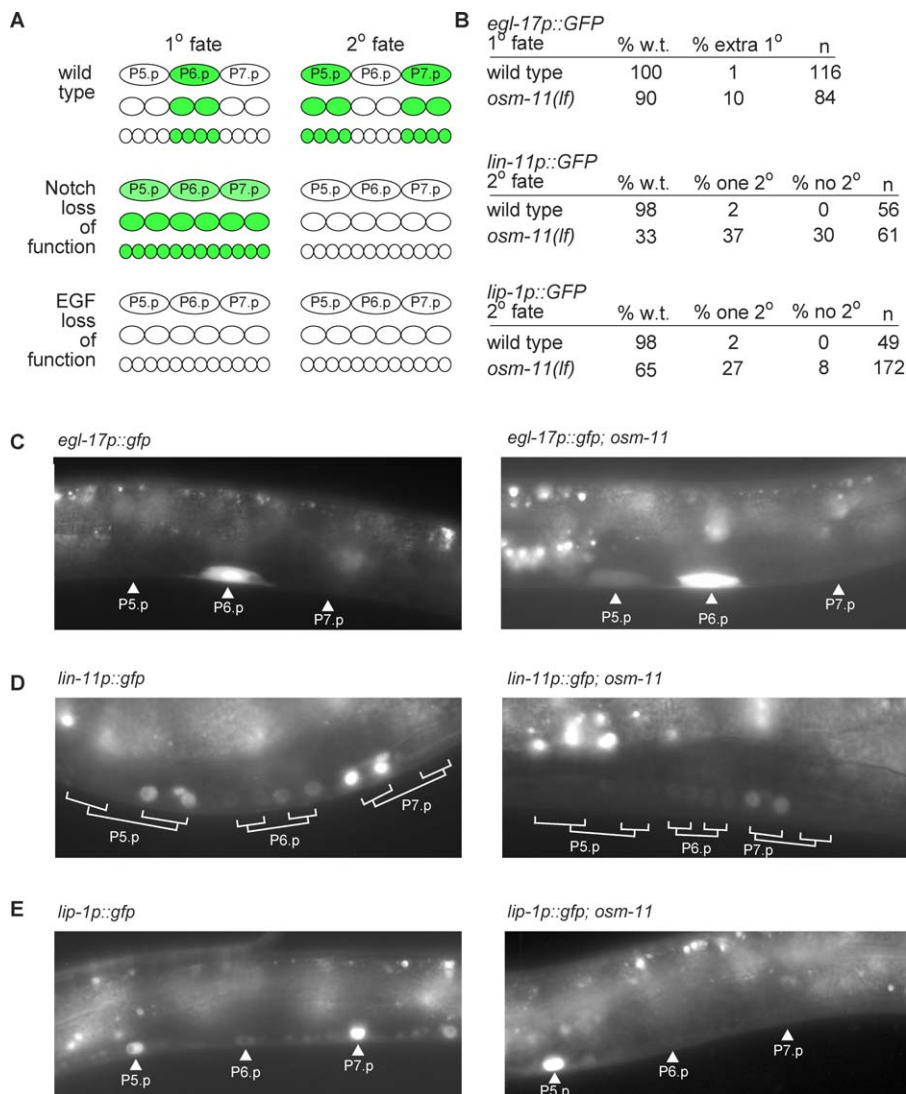 A
1° fate
2° fate
wild type
P5.p P6.p P7.p
P5.p P6.p P7.p
Notch loss of function
P5.p P6.p P7.p
P5.p P6.p P7.p
EGF loss of function
P5.p P6.p P7.p
P5.p P6.p P7.p
B
egl-17p::GFP
1° fate % w.t. % extra 1° n
wild type 100 1 116
osm-11(lf) 90 10 84
lin-11p::GFP
2° fate % w.t. % one 2° % no 2° n
wild type 98 2 0 56
osm-11(lf) 33 37 30 61
lip-1p::GFP
2° fate % w.t. % one 2° % no 2° n
wild type 98 2 0 49
osm-11(lf) 65 27 8 172
C
egl-17p::gfp
egl-17p::gfp; osm-11
P5.p P6.p P7.p
P5.p P6.p P7.p
D
lin-11p::gfp
lin-11p::gfp; osm-11
P5.p P6.p P7.p
P5.p P6.p P7.p
E
lip-1p::gfp
lip-1p::gfp; osm-11
P5.p P6.p P7.p
P5.p P6.p P7.p